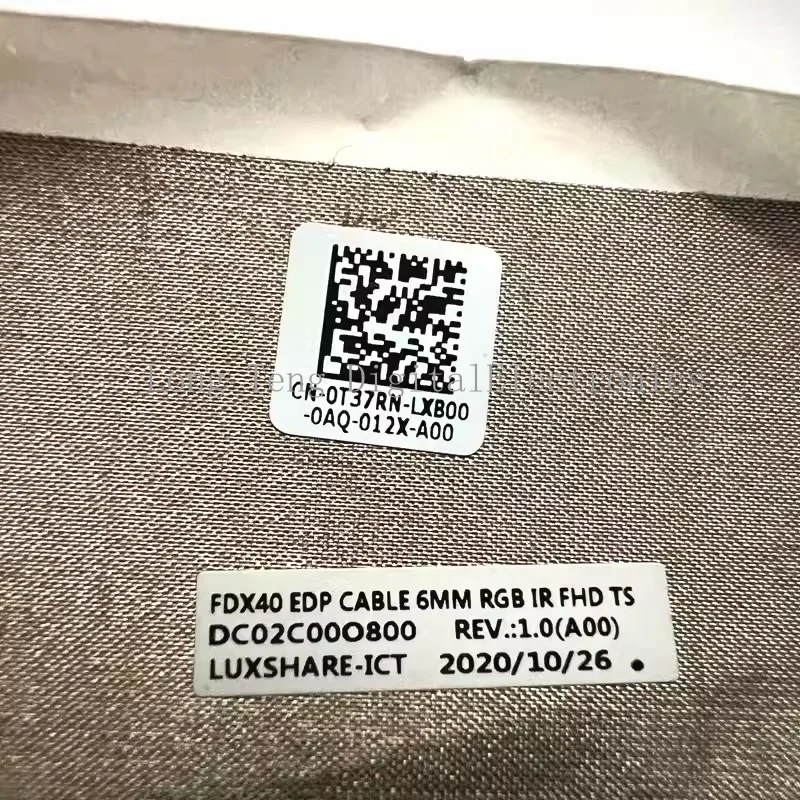 CN-0T37RN-LXB00
-0AQ-012X-A00
FDX40 EDP CABLE 6MM RGB IR FHD TS
DC02C00O800 REV.:1.0(A00)
LUXSHARE-ICT 2020/10/26